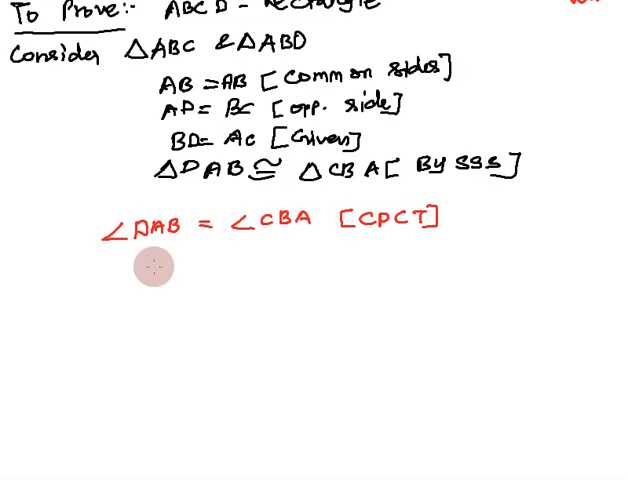 To Prove:- ABCD - Rectangle
Consider △ABC & △ABD
AB = AB [Common sides]
AD = BC [opp. side]
BD = AC [Given]
△DAB ≅ △CBA [By SSS]
∠DAB = ∠CBA [CPCT]